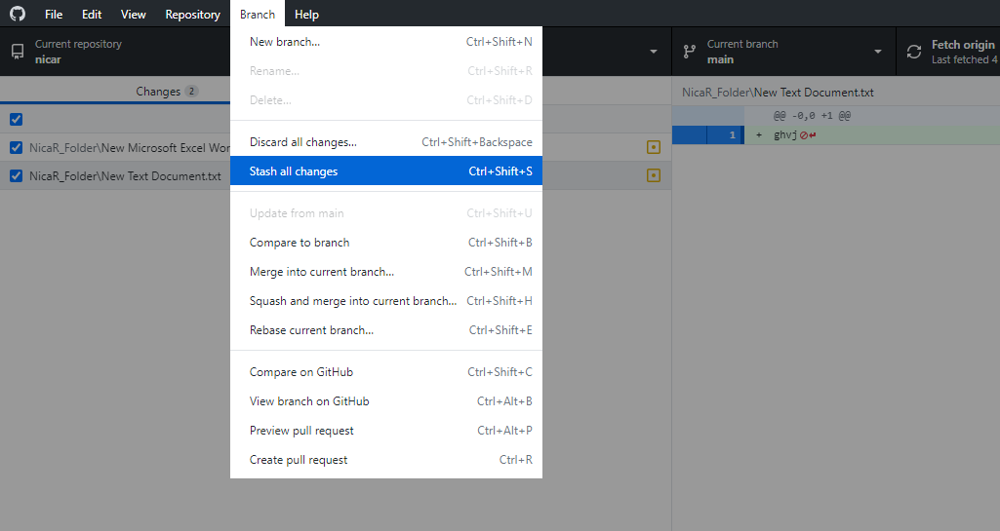 File Edit View Repository Branch Help
Current repository
nicar
Current branch
main
Fetch origin
Last fetched 4
Changes 2
NicaR_Folder\New Microsoft Excel Wor
NicaR_Folder\New Text Document.txt
New branch... Ctrl+Shift+N
Rename... Ctrl+Shift+R
Delete... Ctrl+Shift+D
Discard all changes... Ctrl+Shift+Backspace
Stash all changes Ctrl+Shift+S
Update from main Ctrl+Shift+U
Compare to branch Ctrl+Shift+B
Merge into current branch... Ctrl+Shift+M
Squash and merge into current branch... Ctrl+Shift+H
Rebase current branch... Ctrl+Shift+E
Compare on GitHub Ctrl+Shift+C
View branch on GitHub Ctrl+Alt+B
Preview pull request Ctrl+Alt+P
Create pull request Ctrl+R
NicaR_Folder\New Text Document.txt
@@ -0,0 +1 @@
1 + ghvj